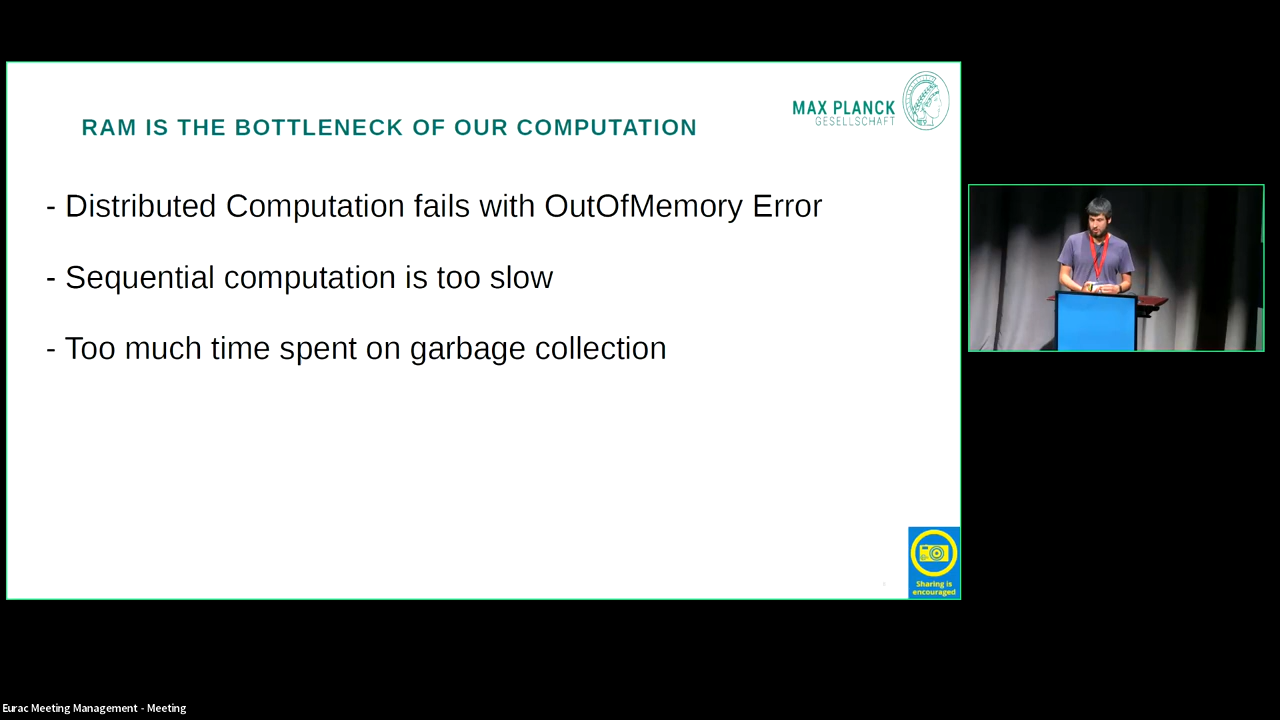 RAM IS THE BOTTLENECK OF OUR COMPUTATION
MAX PLANCK
GESELLSCHAFT
- Distributed Computation fails with OutOfMemory Error
- Sequential computation is too slow
- Too much time spent on garbage collection
Sharing is
encouraged
Eurac Meeting Management - Meeting